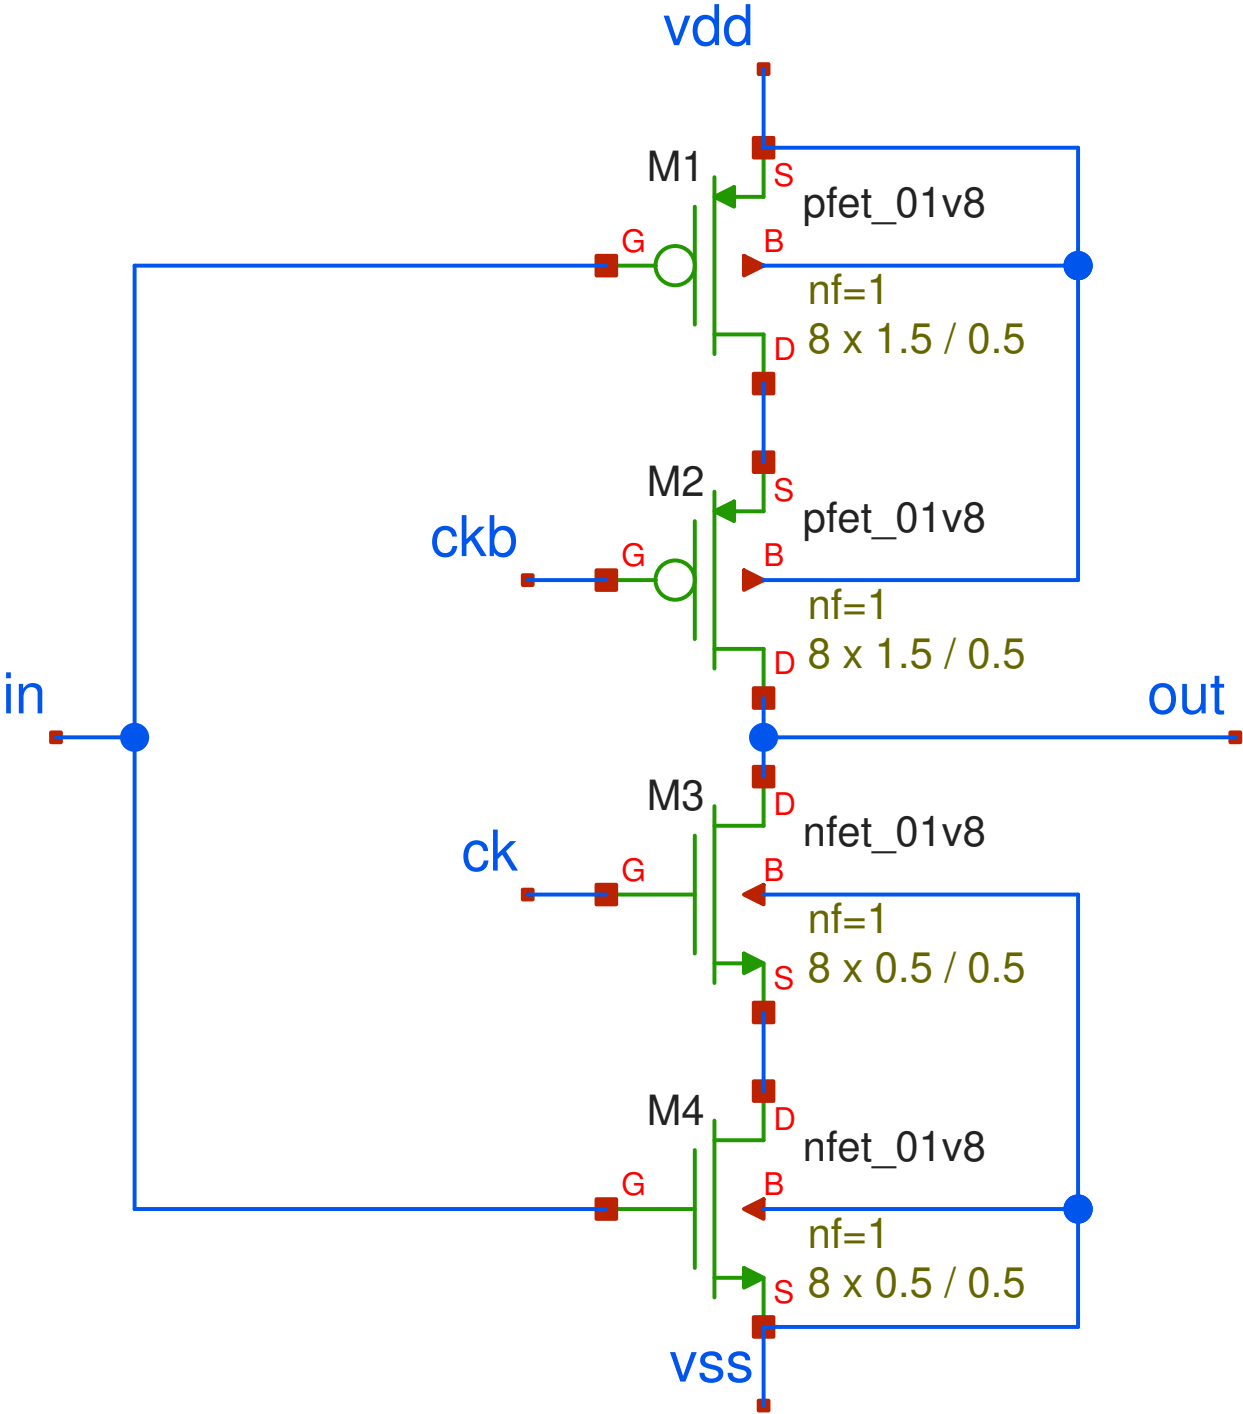 vdd
M1
S
pfet_01v8
G
B
nf=1
D
8 x 1.5 / 0.5
M2
S
pfet_01v8
ckb
G
B
nf=1
D
8 x 1.5 / 0.5
in
out
M3
D
nfet_01v8
ck
G
B
nf=1
S
8 x 0.5 / 0.5
M4
D
nfet_01v8
G
B
nf=1
S
8 x 0.5 / 0.5
vss